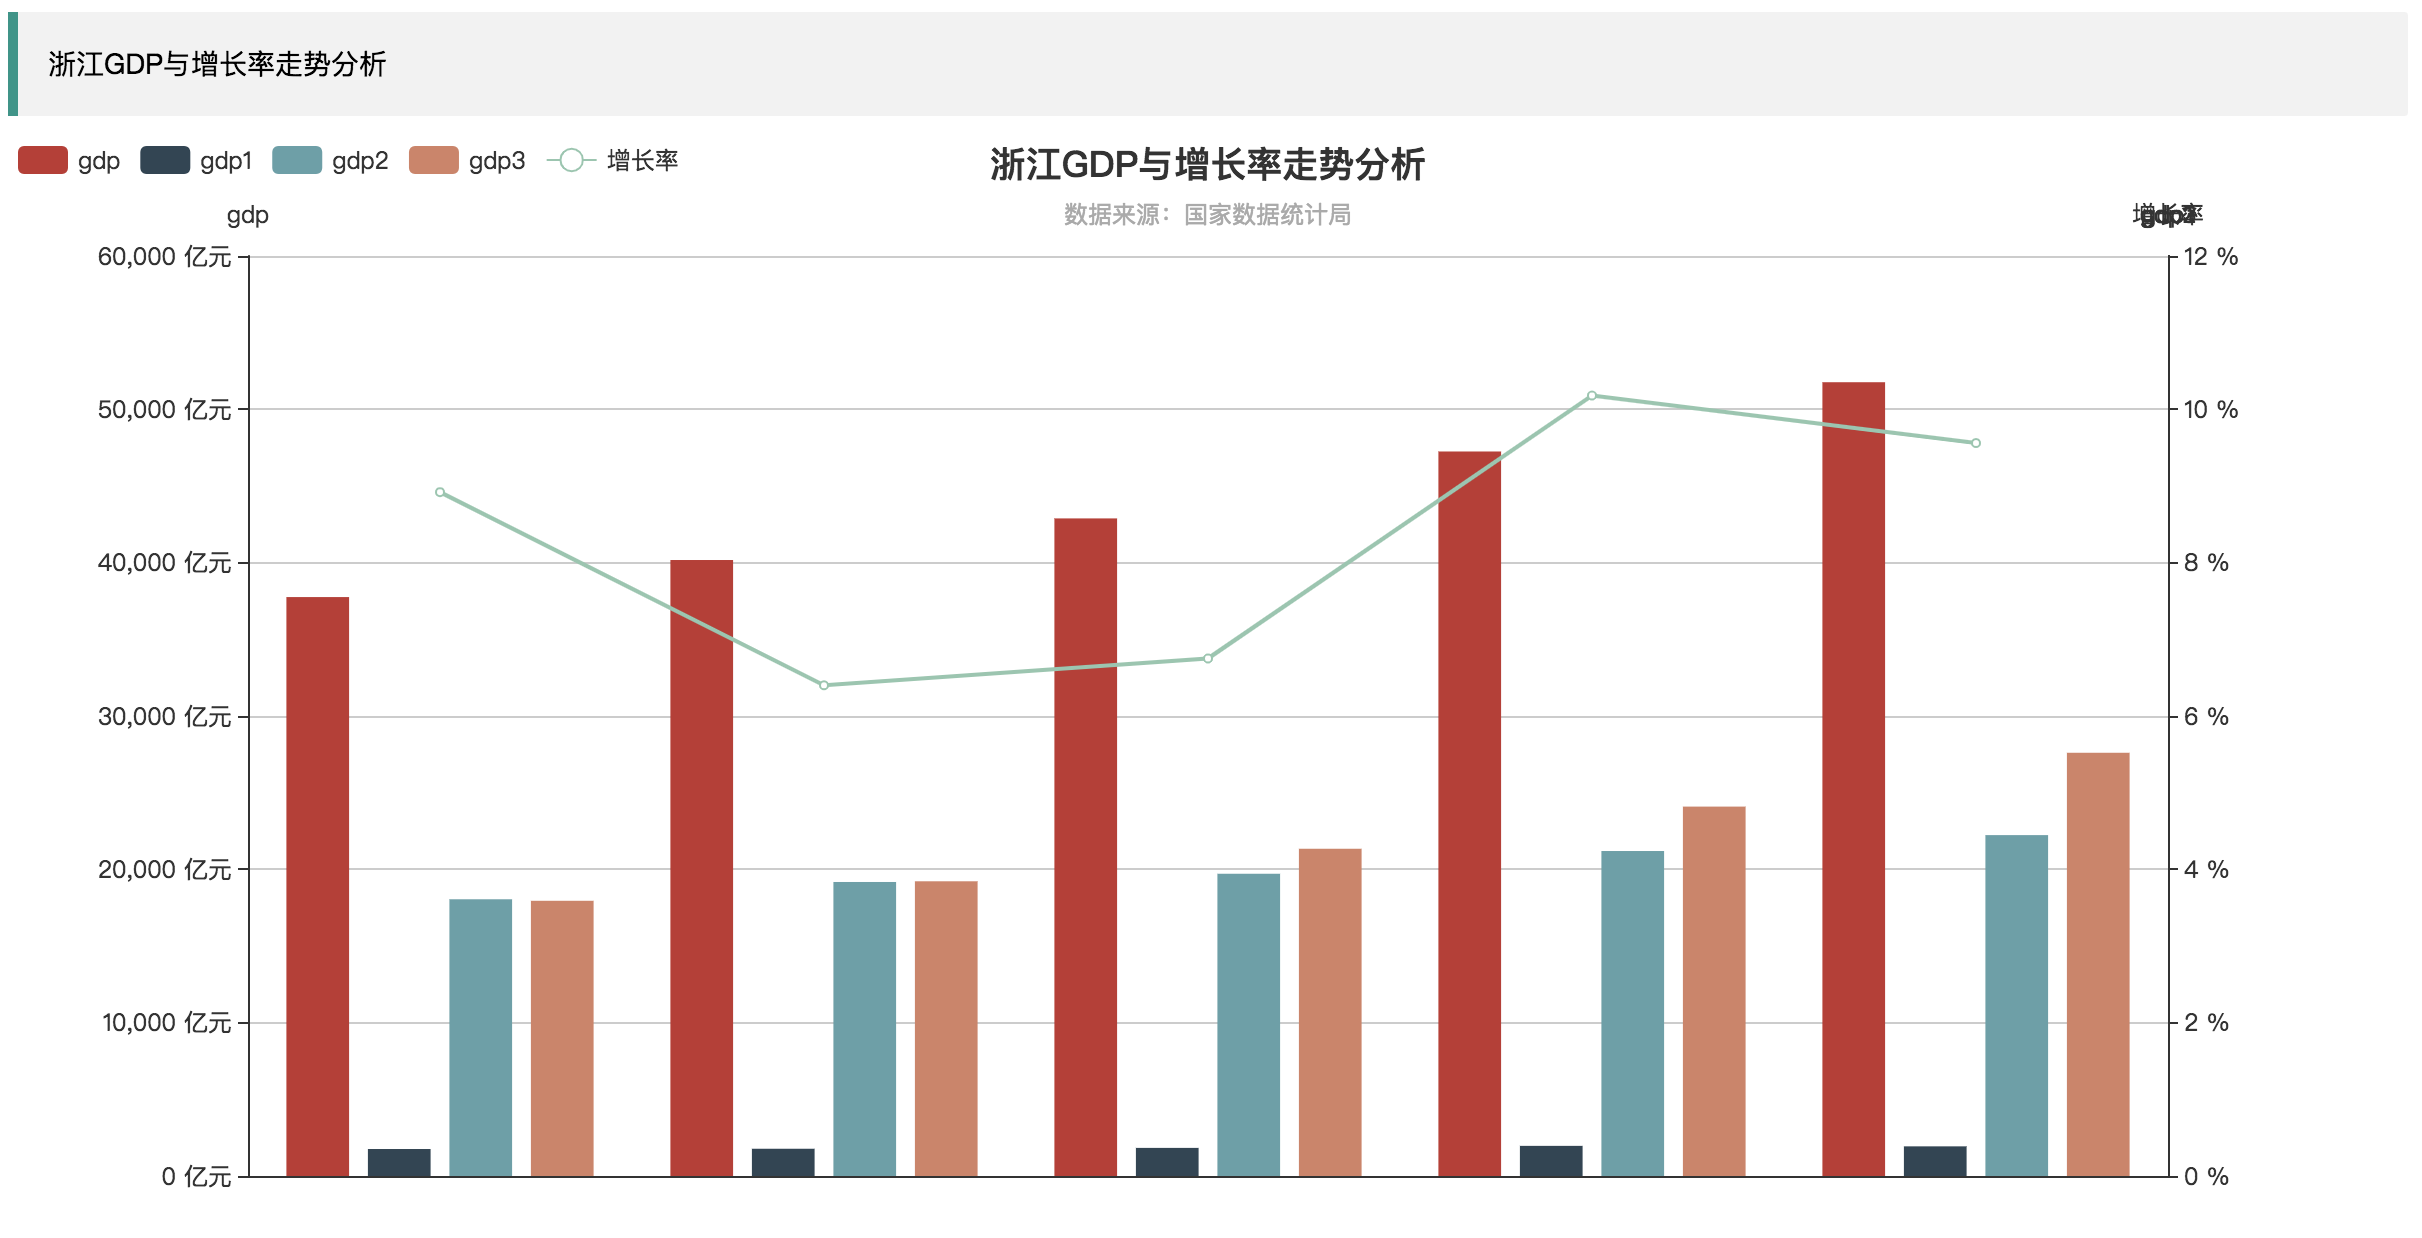 浙江GDP与增长率走势分析
gdp gdp1 gdp2 gdp3 增长率
浙江GDP与增长率走势分析
数据来源：国家数据统计局
gdp
增长率
60,000 亿元
50,000 亿元
40,000 亿元
30,000 亿元
20,000 亿元
10,000 亿元
0 亿元
12 %
10 %
8 %
6 %
4 %
2 %
0 %